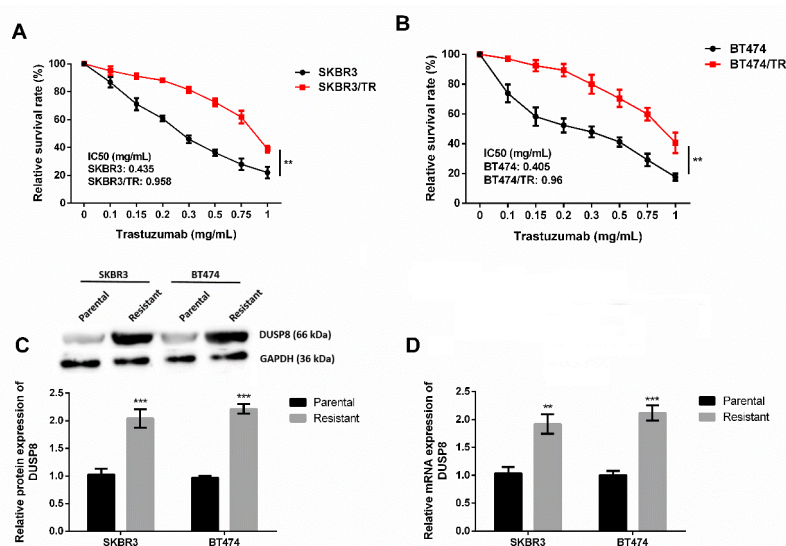 A
Relative survival rate (%)
100
80
60
40
20
0
SKBR3
SKBR3/TR
IC50 (mg/mL)
SKBR3: 0.435
SKBR3/TR: 0.958
**
0 0.1 0.15 0.2 0.3 0.5 0.75 1
Trastuzumab (mg/mL)
B
Relative survival rate (%)
100
80
60
40
20
0
BT474
BT474/TR
IC50 (mg/mL)
BT474: 0.405
BT474/TR: 0.96
**
0 0.1 0.15 0.2 0.3 0.5 0.75 1
Trastuzumab (mg/mL)
C
SKBR3 BT474
Parental Resistant Parental Resistant
DUSP8 (66 kDa)
GAPDH (36 kDa)
Relative protein expression of
DUSP8
2.5
2.0
1.5
1.0
0.5
0.0
*** ***
Parental
Resistant
SKBR3 BT474
D
Relative mRNA expression of
DUSP8
2.5
2.0
1.5
1.0
0.5
0.0
** ***
Parental
Resistant
SKBR3 BT474